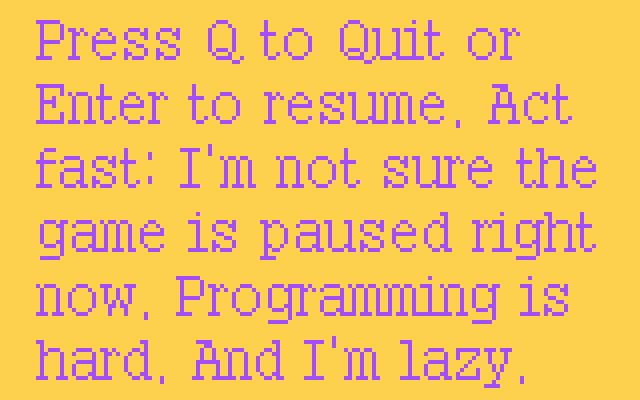 Press Q to Quit or
Enter to resume. Act
fast: I'm not sure the
game is paused right
now. Programming is
hard. And I'm lazy.